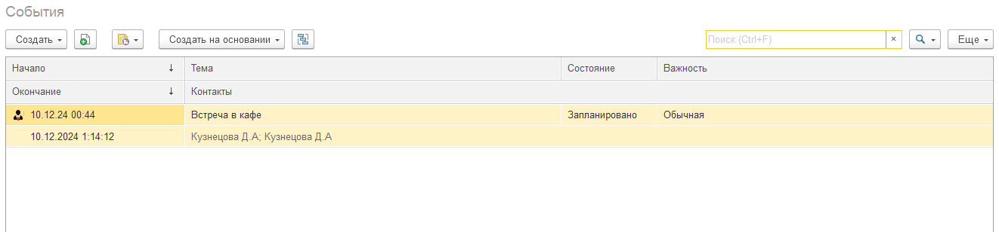 События
Создать Создать на основании Поиск (Ctrl+F) × Еще
Начало ↓ Тема Состояние Важность
Окончание ↓ Контакты
10.12.24 00:44 Встреча в кафе Запланировано Обычная
10.12.2024 1:14:12 Кузнецова Д.А; Кузнецова Д.А